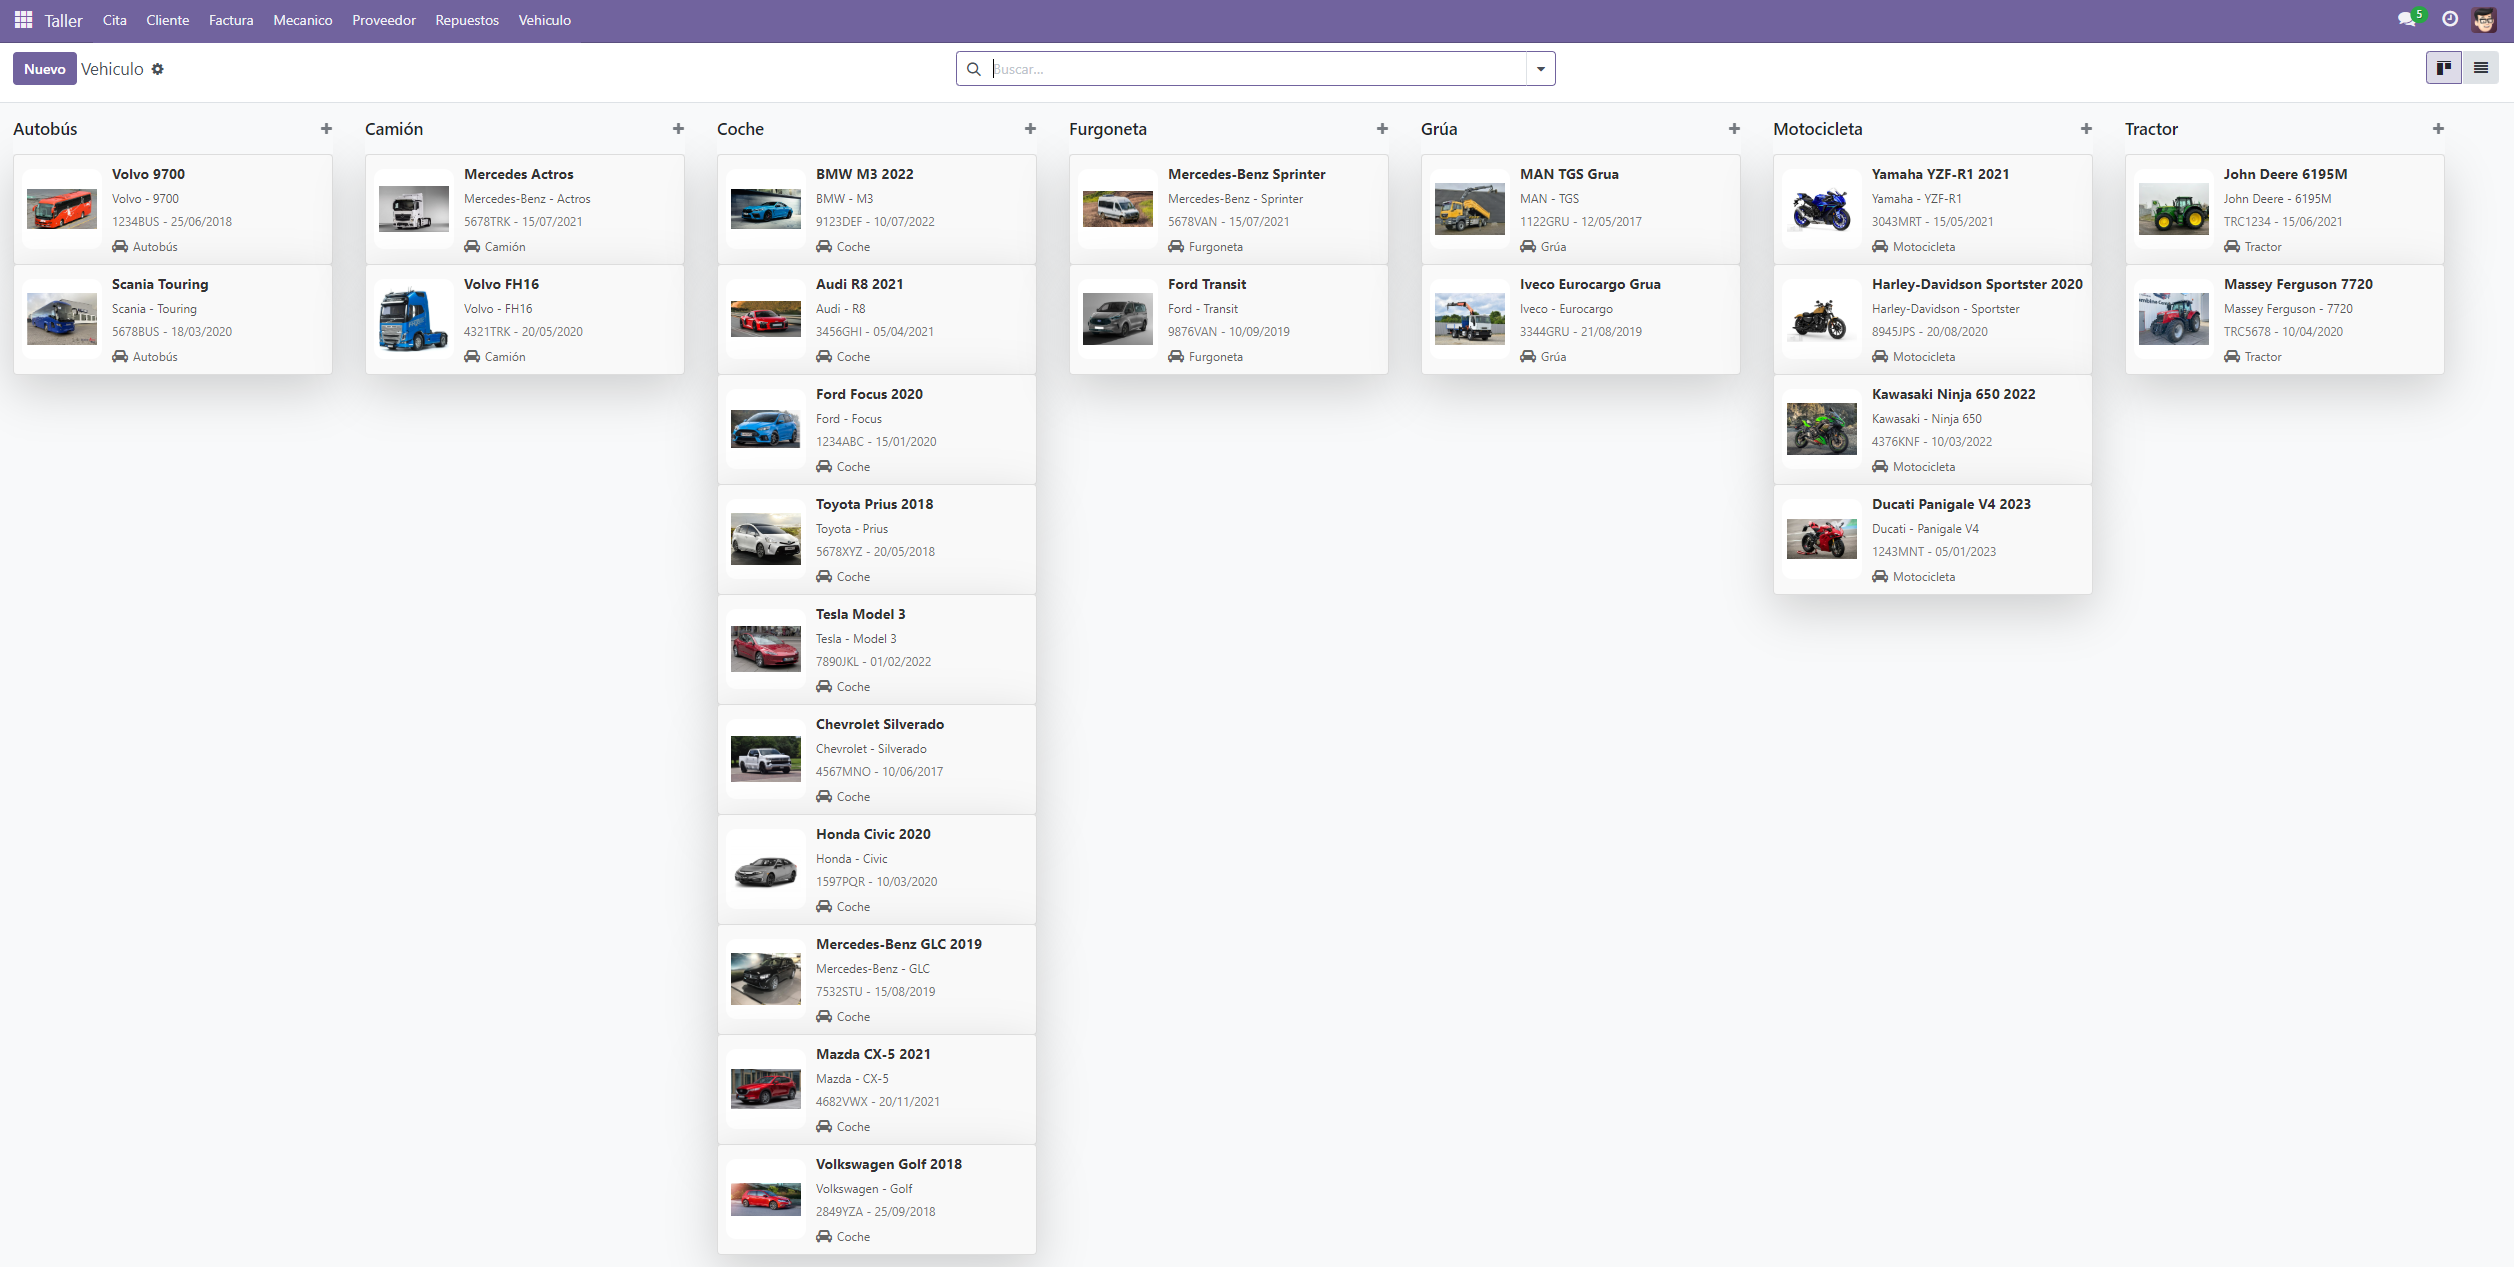 Taller Cita Cliente Factura Mecanico Proveedor Repuestos Vehiculo 5
Nuevo Vehiculo Buscar...
Autobús
Volvo 9700
Volvo - 9700
1234BUS - 25/06/2018
Autobús
Scania Touring
Scania - Touring
5678BUS - 18/03/2020
Autobús
Camión
Mercedes Actros
Mercedes-Benz - Actros
5678TRK - 15/07/2021
Camión
Volvo FH16
Volvo - FH16
4321TRK - 20/05/2020
Camión
Coche
BMW M3 2022
BMW - M3
9123DEF - 10/07/2022
Coche
Audi R8 2021
Audi - R8
3456GHI - 05/04/2021
Coche
Ford Focus 2020
Ford - Focus
1234ABC - 15/01/2020
Coche
Toyota Prius 2018
Toyota - Prius
5678XYZ - 20/05/2018
Coche
Tesla Model 3
Tesla - Model 3
7890JKL - 01/02/2022
Coche
Chevrolet Silverado
Chevrolet - Silverado
4567MNO - 10/06/2017
Coche
Honda Civic 2020
Honda - Civic
1597PQR - 10/03/2020
Coche
Mercedes-Benz GLC 2019
Mercedes-Benz - GLC
7532STU - 15/08/2019
Coche
Mazda CX-5 2021
Mazda - CX-5
4682VWX - 20/11/2021
Coche
Volkswagen Golf 2018
Volkswagen - Golf
2849YZA - 25/09/2018
Coche
Furgoneta
Mercedes-Benz Sprinter
Mercedes-Benz - Sprinter
5678VAN - 15/07/2021
Furgoneta
Ford Transit
Ford - Transit
9876VAN - 10/09/2019
Furgoneta
Grúa
MAN TGS Grua
MAN - TGS
1122GRU - 12/05/2017
Grúa
Iveco Eurocargo Grua
Iveco - Eurocargo
3344GRU - 21/08/2019
Grúa
Motocicleta
Yamaha YZF-R1 2021
Yamaha - YZF-R1
3043MRT - 15/05/2021
Motocicleta
Harley-Davidson Sportster 2020
Harley-Davidson - Sportster
8945JPS - 20/08/2020
Motocicleta
Kawasaki Ninja 650 2022
Kawasaki - Ninja 650
4376KNF - 10/03/2022
Motocicleta
Ducati Panigale V4 2023
Ducati - Panigale V4
1243MNT - 05/01/2023
Motocicleta
Tractor
John Deere 6195M
John Deere - 6195M
TRC1234 - 15/06/2021
Tractor
Massey Ferguson 7720
Massey Ferguson - 7720
TRC5678 - 10/04/2020
Tractor